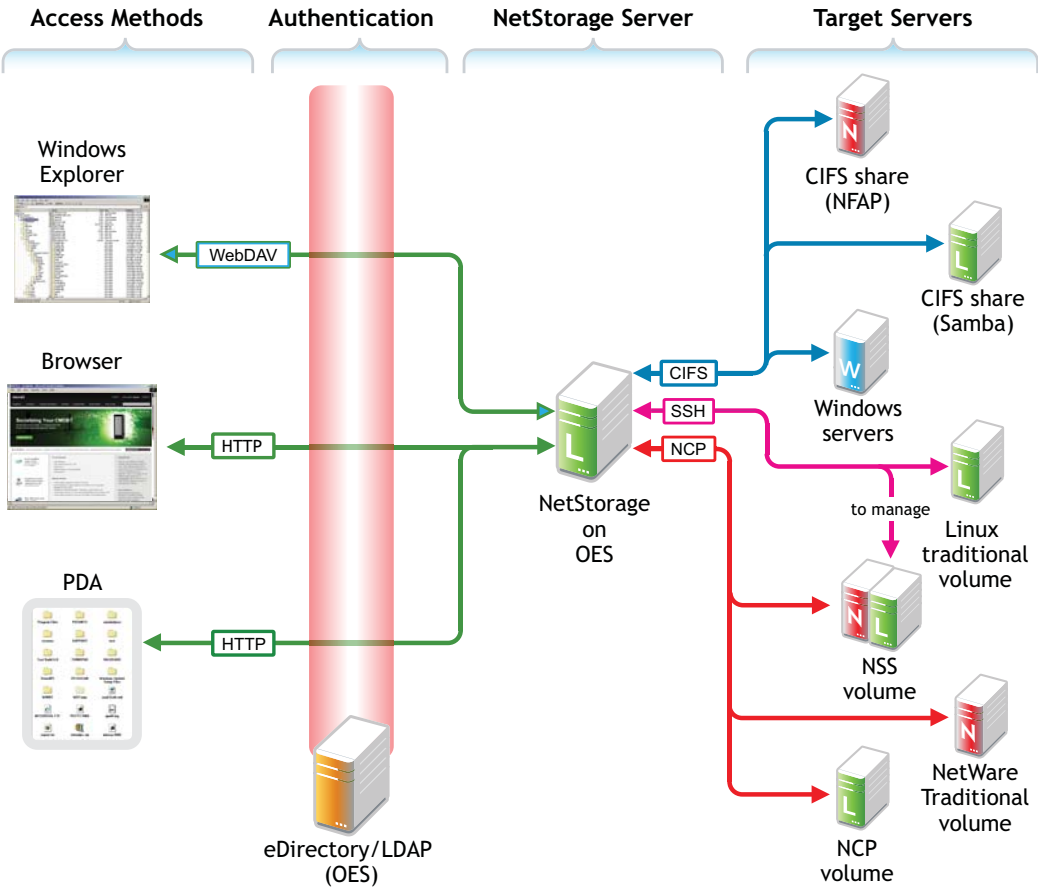 Access Methods
Authentication
NetStorage Server
Target Servers
Windows
Explorer
WebDAV
Browser
HTTP
PDA
HTTP
eDirectory/LDAP
(OES)
L
NetStorage
on
OES
CIFS
SSH
NCP
N
CIFS share
(NFAP)
L
CIFS share
(Samba)
W
Windows
servers
L
Linux
traditional
volume
to manage
N L
NSS
volume
N
NetWare
Traditional
volume
L
NCP
volume